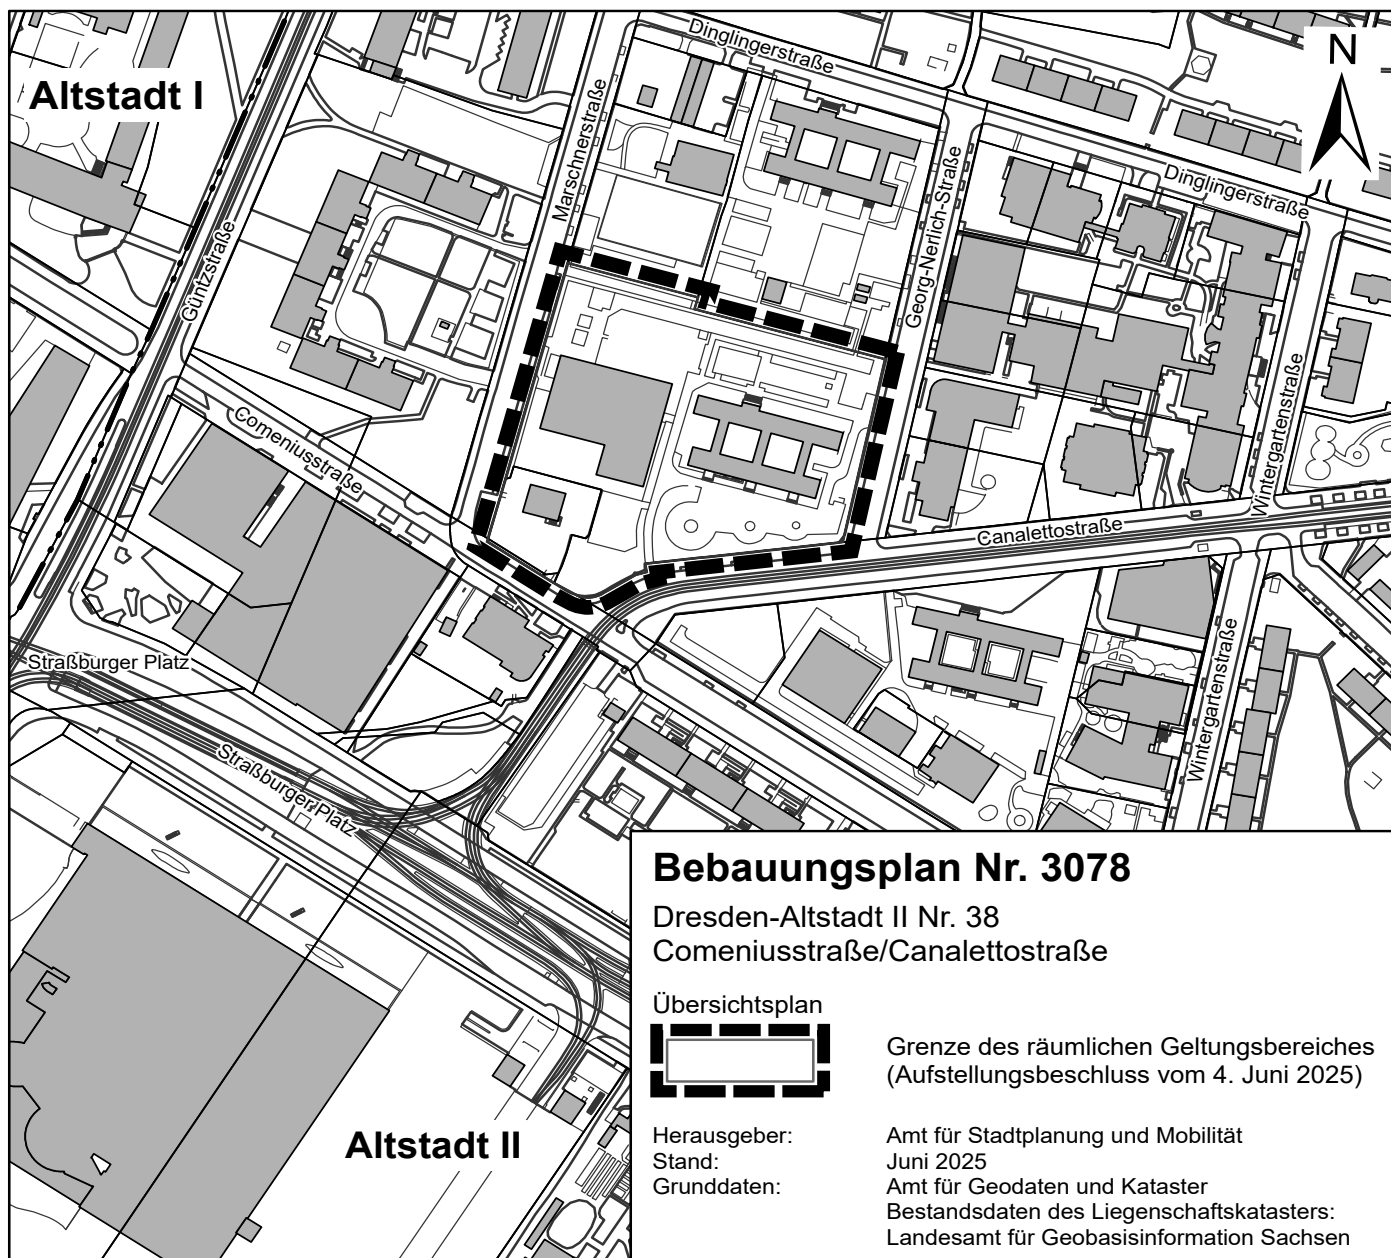 Dinglingerstraße
N
Altstadt I
Marschnerstraße
Georg-Nerlich-Straße
Dinglingerstraße
Güntzstraße
Comeniusstraße
Wintergartenstraße
Canalettostraße
Straßburger Platz
Wintergartenstraße
Straßburger Platz
Altstadt II
Bebauungsplan Nr. 3078
Dresden-Altstadt II Nr. 38
Comeniusstraße/Canalettostraße
Übersichtsplan
Grenze des räumlichen Geltungsbereiches
(Aufstellungsbeschluss vom 4. Juni 2025)
Herausgeber: Amt für Stadtplanung und Mobilität
Stand: Juni 2025
Grunddaten: Amt für Geodaten und Kataster
Bestandsdaten des Liegenschaftskatasters:
Landesamt für Geobasisinformation Sachsen